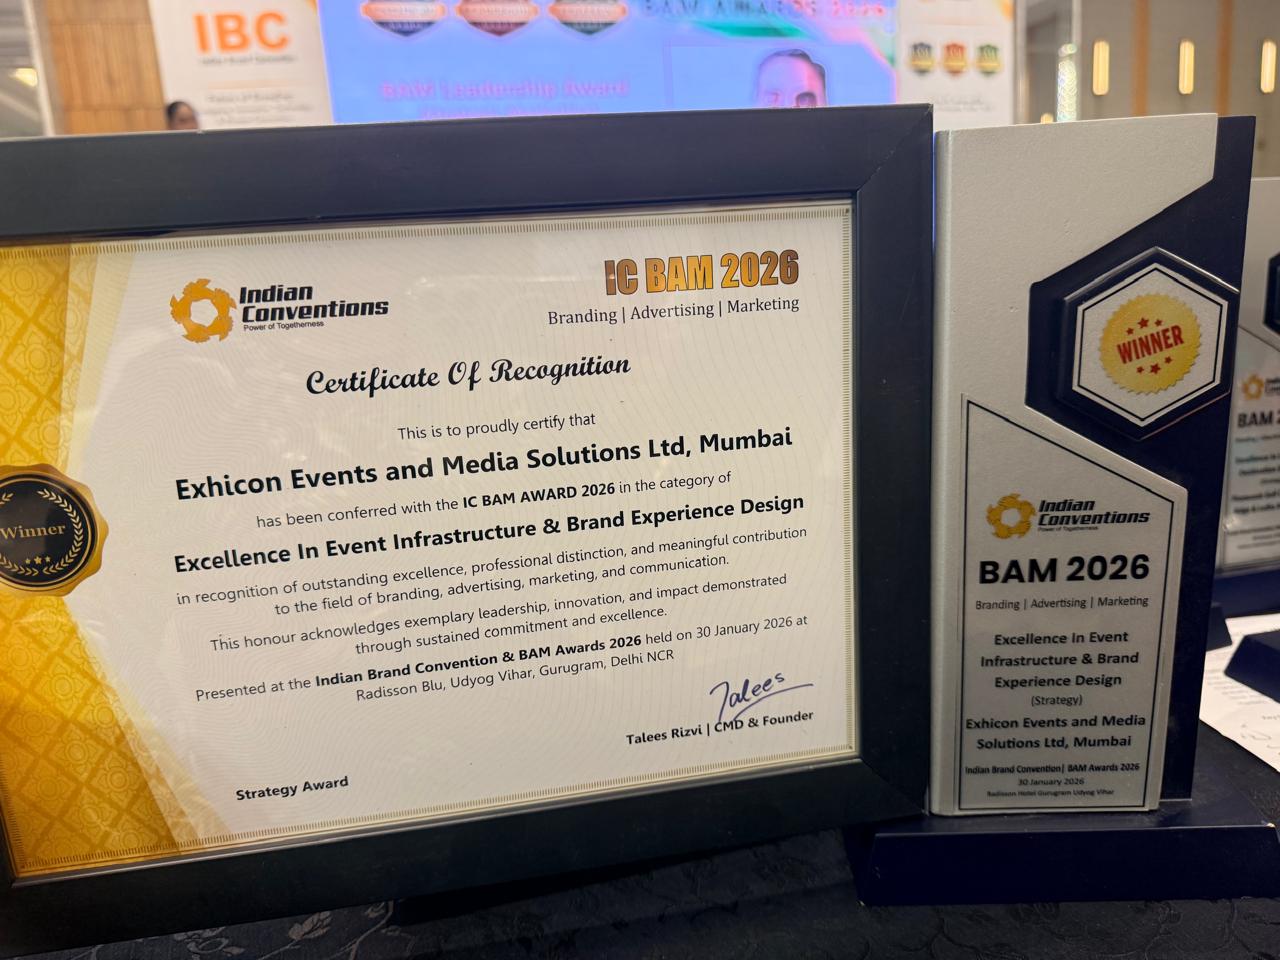 IBC
BAM AWARDS 2026
BAM Leadership Award
Indian
Conventions
Power of Togetherness
IC BAM 2026
Branding | Advertising | Marketing
Certificate Of Recognition
This is to proudly certify that
Exhicon Events and Media Solutions Ltd, Mumbai
has been conferred with the IC BAM AWARD 2026 in the category of
Excellence In Event Infrastructure & Brand Experience Design
in recognition of outstanding excellence, professional distinction, and meaningful contribution
to the field of branding, advertising, marketing, and communication.
This honour acknowledges exemplary leadership, innovation, and impact demonstrated
through sustained commitment and excellence.
Presented at the Indian Brand Convention & BAM Awards 2026 held on 30 January 2026 at
Radisson Blu, Udyog Vihar, Gurugram, Delhi NCR
Talees
Talees Rizvi | CMD & Founder
Strategy Award
Winner
WINNER
Indian
Conventions
Power of Togetherness
BAM 2026
Branding | Advertising | Marketing
Excellence In Event
Infrastructure & Brand
Experience Design
(Strategy)
Exhicon Events and Media
Solutions Ltd, Mumbai
Indian Brand Convention| BAM Awards 2026
30 January 2026
Radisson Hotel Gurugram Udyog Vihar